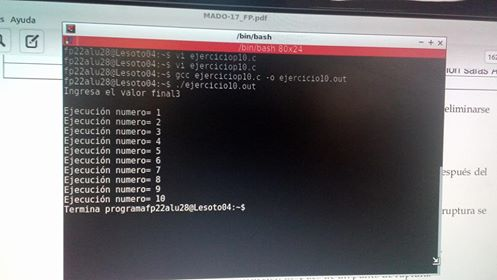 MADO-17_FP.pdf
Ayuda
/bin/bash
/bin/bash 80x24
fp22alu28@Lesoto04:~$ vi ejerciciop10.c
fp22alu28@Lesoto04:~$ vi ejerciciop10.c
fp22alu28@Lesoto04:~$ gcc ejerciciop10.c -o ejercicio10.out
fp22alu28@Lesoto04:~$ ./ejercicio10.out
Ingresa el valor final3
Ejecución numero= 1
Ejecución numero= 2
Ejecución numero= 3
Ejecución numero= 4
Ejecución numero= 5
Ejecución numero= 6
Ejecución numero= 7
Ejecución numero= 8
Ejecución numero= 9
Ejecución numero= 10
Termina programafp22alu28@Lesoto04:~$
eliminarse
espués del
ruptura se